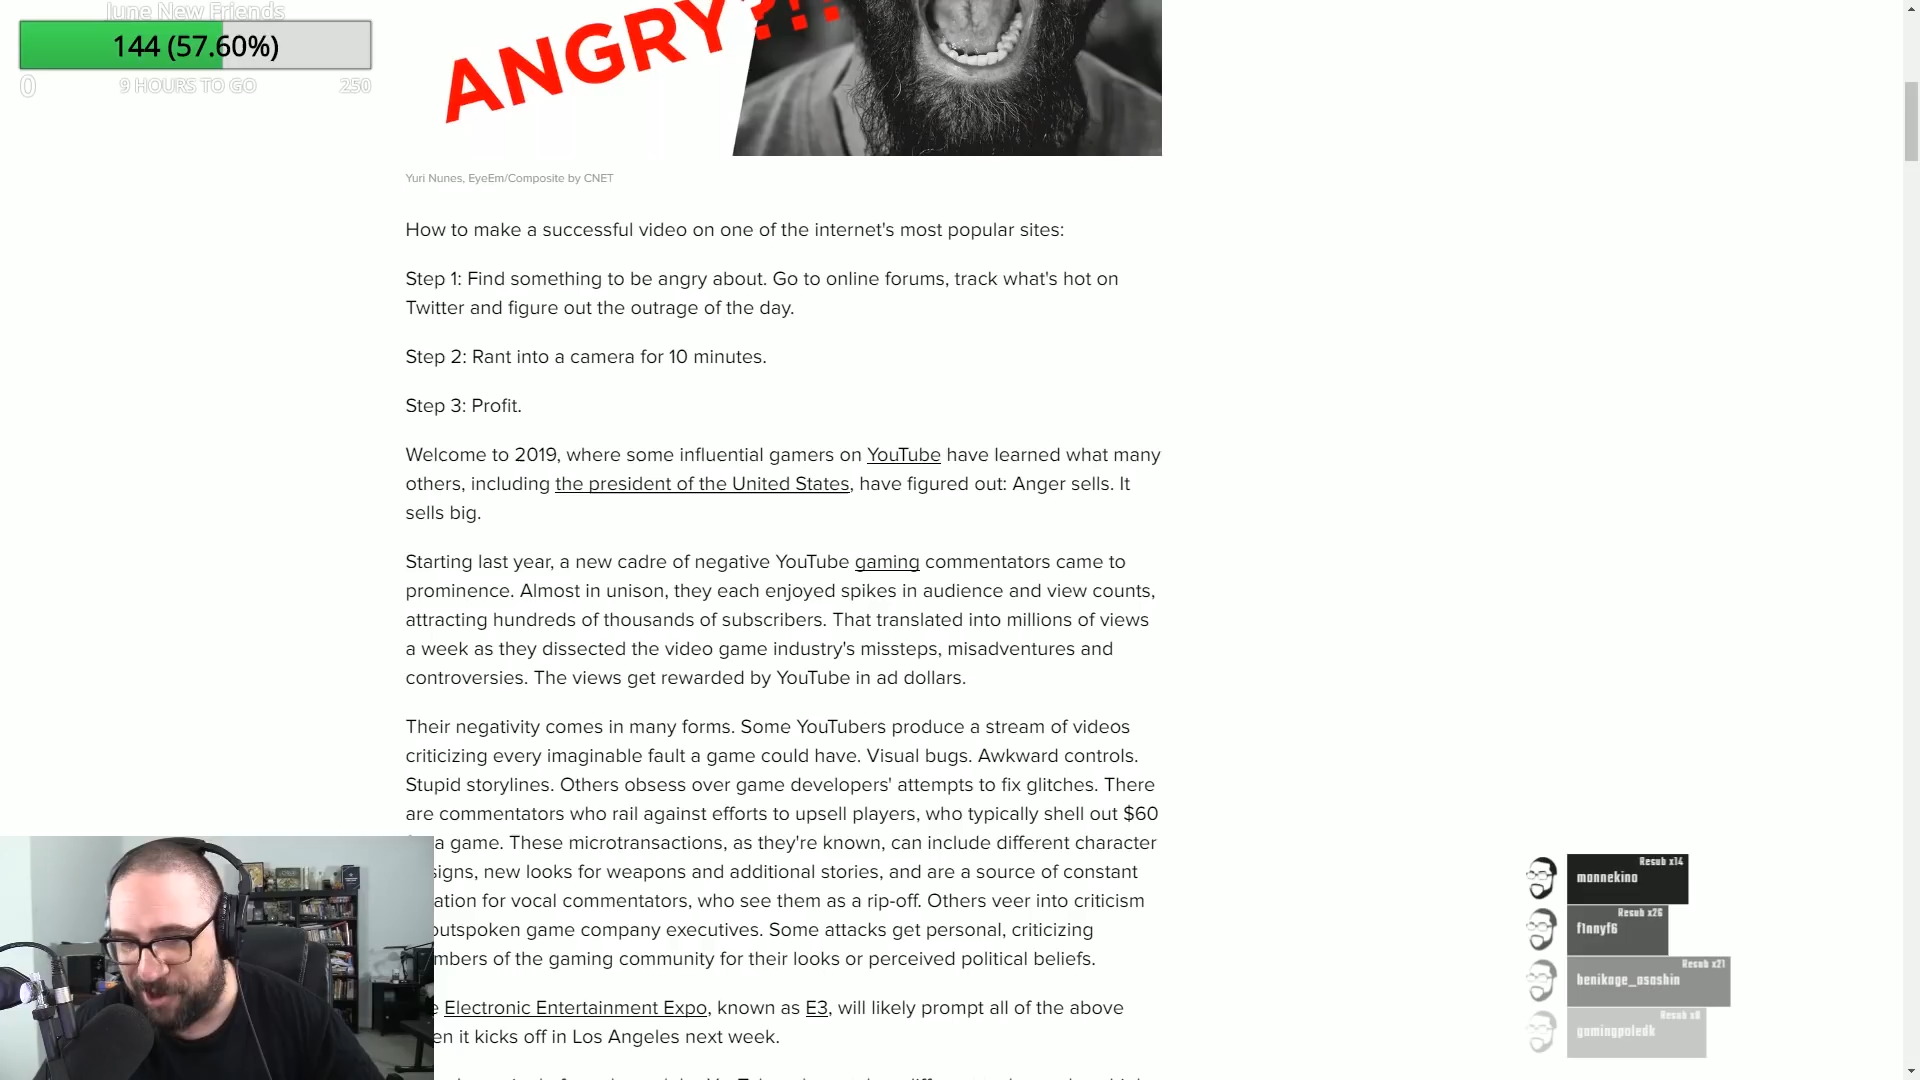 June New Friends
144 (57.60%)
0 9 HOURS TO GO 250
ANGRY?!!
Yuri Nunes, EyeEm/Composite by CNET
How to make a successful video on one of the internet's most popular sites:
Step 1: Find something to be angry about. Go to online forums, track what's hot on
Twitter and figure out the outrage of the day.
Step 2: Rant into a camera for 10 minutes.
Step 3: Profit.
Welcome to 2019, where some influential gamers on YouTube have learned what many
others, including the president of the United States, have figured out: Anger sells. It
sells big.
Starting last year, a new cadre of negative YouTube gaming commentators came to
prominence. Almost in unison, they each enjoyed spikes in audience and view counts,
attracting hundreds of thousands of subscribers. That translated into millions of views
a week as they dissected the video game industry's missteps, misadventures and
controversies. The views get rewarded by YouTube in ad dollars.
Their negativity comes in many forms. Some YouTubers produce a stream of videos
criticizing every imaginable fault a game could have. Visual bugs. Awkward controls.
Stupid storylines. Others obsess over game developers' attempts to fix glitches. There
are commentators who rail against efforts to upsell players, who typically shell out $60
a game. These microtransactions, as they're known, can include different character
signs, new looks for weapons and additional stories, and are a source of constant
ation for vocal commentators, who see them as a rip-off. Others veer into criticism
outspoken game company executives. Some attacks get personal, criticizing
mbers of the gaming community for their looks or perceived political beliefs.
e Electronic Entertainment Expo, known as E3, will likely prompt all of the above
en it kicks off in Los Angeles next week.
Resub x14
mannekino
Resub x26
f1nnyf6
Resub x21
benikage_asashin
Resub x8
gamingpaledk